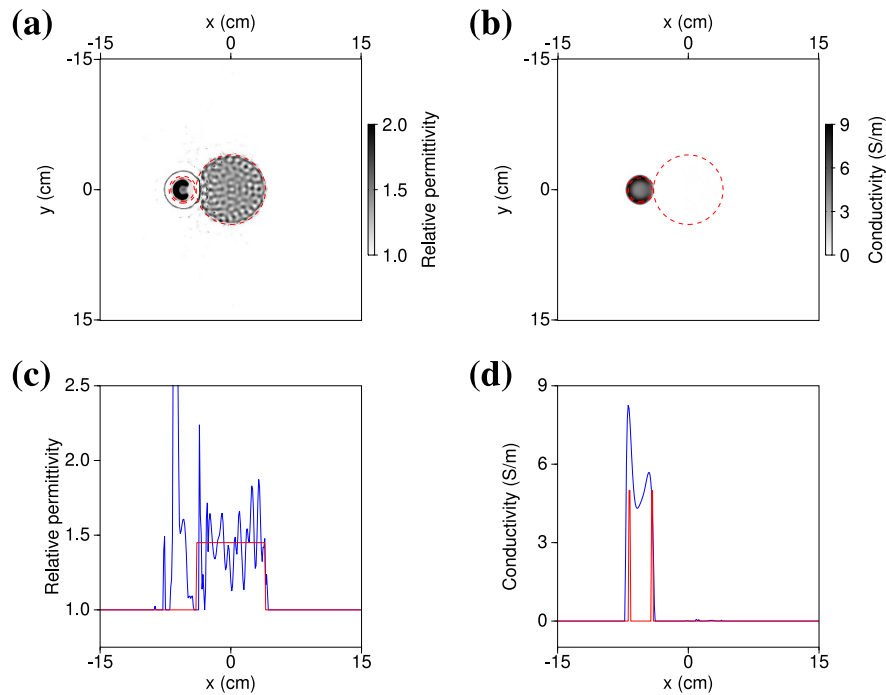 (a)
x (cm)
-15 0 15
-15
0
15
y (cm)
2.0
1.5
1.0
Relative permittivity
(b)
x (cm)
-15 0 15
-15
0
15
y (cm)
9
6
3
0
Conductivity (S/m)
(c)
2.5
2.0
1.5
1.0
Relative permittivity
-15 0 15
x (cm)
(d)
9
6
3
0
Conductivity (S/m)
-15 0 15
x (cm)